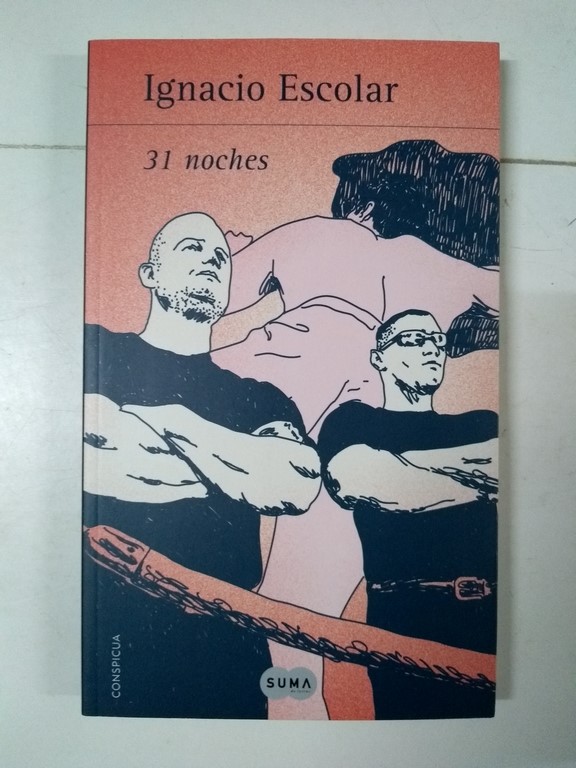 Ignacio Escolar
31 noches
CONSPICUA
SUMA